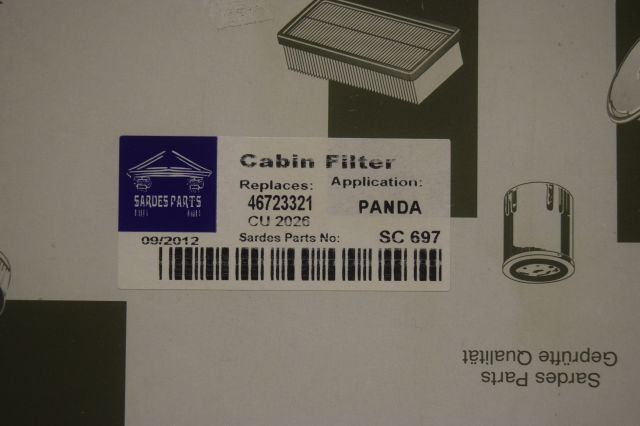 Cabin Filter
Replaces: Application:
46723321 PANDA
CU 2026
SARDES PARTS
09/2012 Sardes Parts No: SC 697
Sardes Parts
Geprüfte Qualität